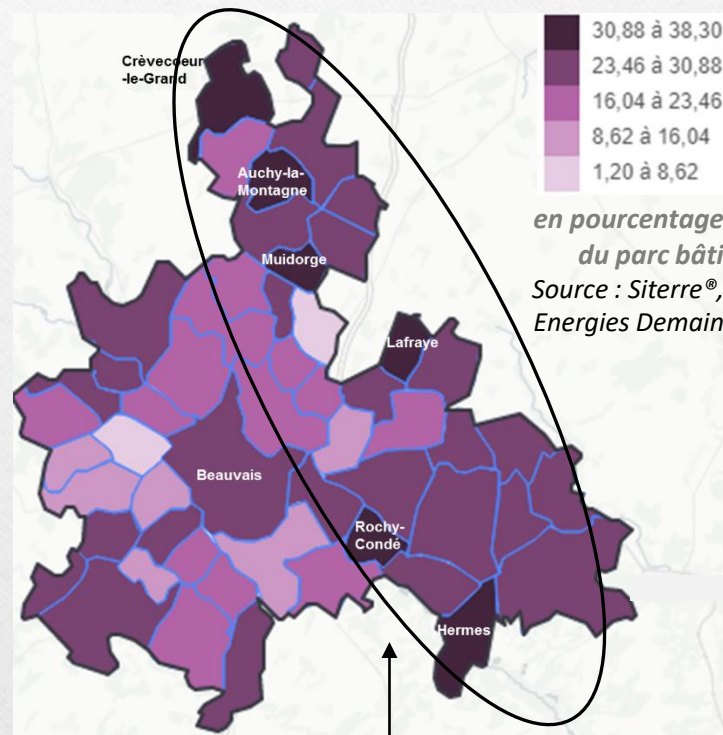 30,88 à 38,30
23,46 à 30,88
16,04 à 23,46
8,62 à 16,04
1,20 à 8,62
en pourcentage
du parc bâti
Source : Siterre®,
Energies Demain
Crèvecoeur
-le-Grand
Auchy-la-
Montagne
Muidorge
Lafraye
Beauvais
Rochy-
Condé
Hermes